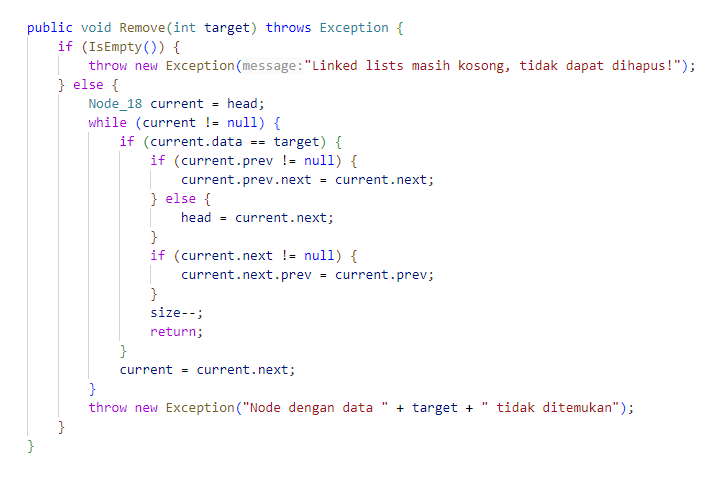 public void Remove(int target) throws Exception {
    if (IsEmpty()) {
        throw new Exception(message:"Linked lists masih kosong, tidak dapat dihapus!");
    } else {
        Node_18 current = head;
        while (current != null) {
            if (current.data == target) {
                if (current.prev != null) {
                    current.prev.next = current.next;
                } else {
                    head = current.next;
                }
                if (current.next != null) {
                    current.next.prev = current.prev;
                }
                size--;
                return;
            }
            current = current.next;
        }
        throw new Exception("Node dengan data " + target + " tidak ditemukan");
    }
}